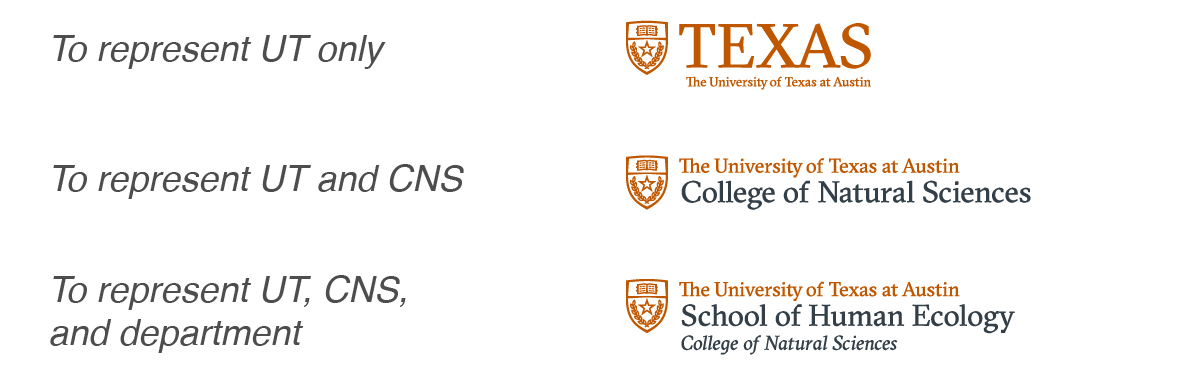 To represent UT only
TEXAS
The University of Texas at Austin
To represent UT and CNS
The University of Texas at Austin
College of Natural Sciences
To represent UT, CNS,
and department
The University of Texas at Austin
School of Human Ecology
College of Natural Sciences